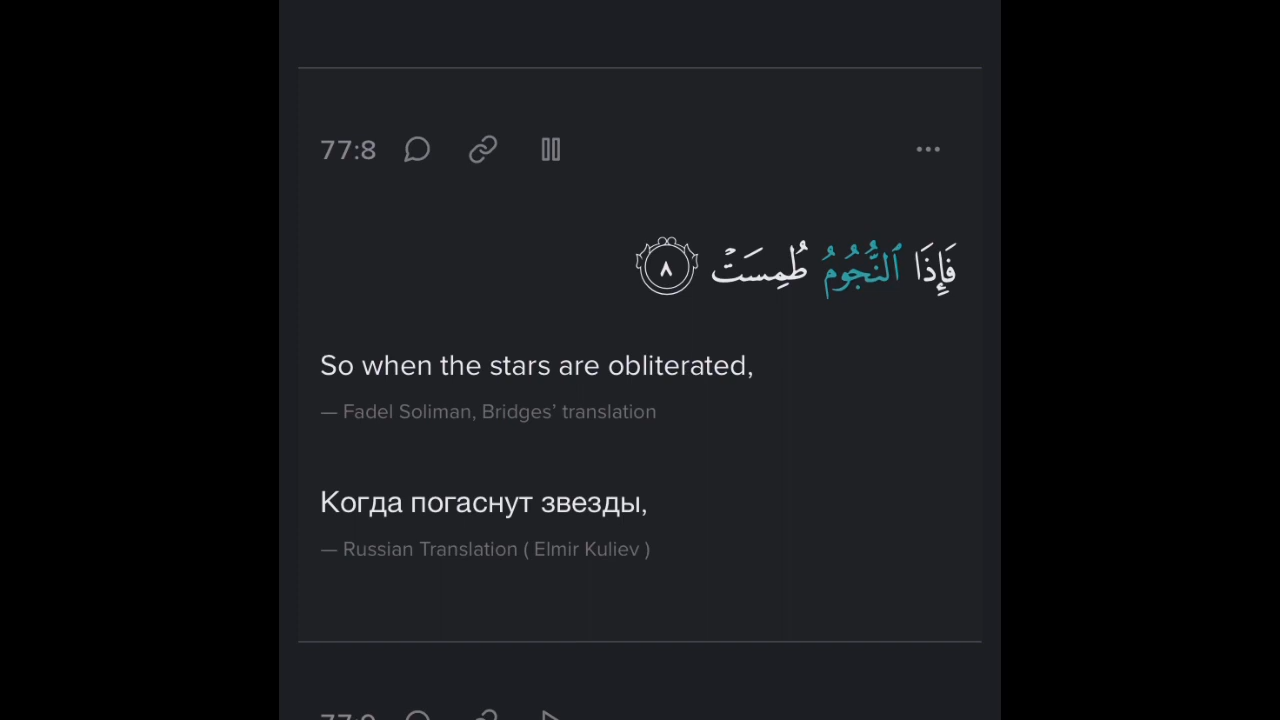 77:8
فَإِذَا ٱلنُّجُومُ طُمِسَتْ ٨
So when the stars are obliterated,
— Fadel Soliman, Bridges’ translation
Когда погаснут звезды,
— Russian Translation ( Elmir Kuliev )